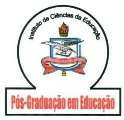 Instituto de Ciências da Educação
Pós-Graduação em Educação